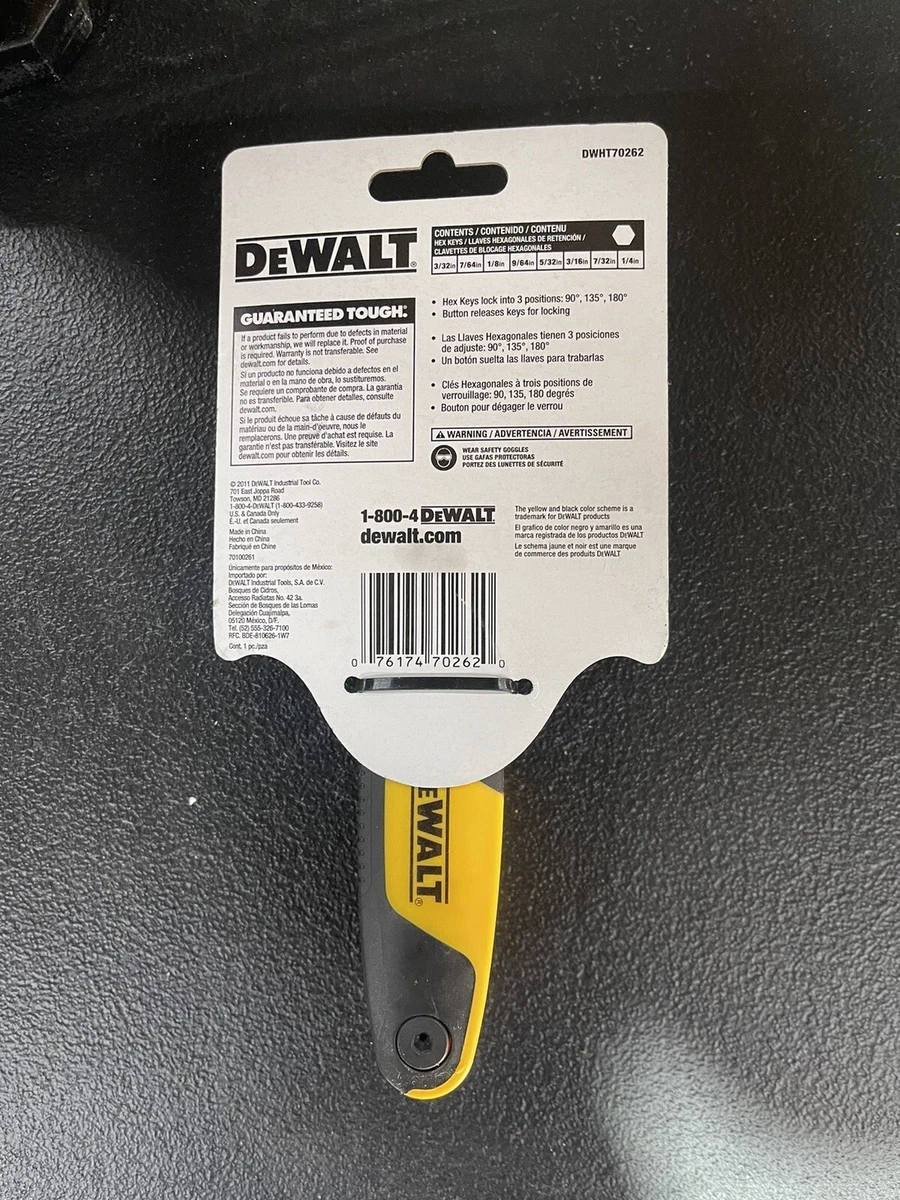 DWHT70262
DEWALT®
CONTENTS / CONTENIDO / CONTENU
HEX KEYS / LLAVES HEXAGONALES DE RETENCIÓN /
CLAVETTES DE BLOCAGE HEXAGONALES
3/32in 7/64in 1/8in 9/64in 5/32in 3/16in 7/32in 1/4in
GUARANTEED TOUGH.®
If a product fails to perform due to defects in material
or workmanship, we will replace it. Proof of purchase
is required. Warranty is not transferable. See
dewalt.com for details.
Si un producto no funciona debido a defectos en el
material o en la mano de obra, lo sustituremos.
Se requiere un comprobante de compra. La garantía
no es transferible. Para obtener detalles, consulte
dewalt.com.
Si le produit échoue sa tâche à cause de défauts du
matériau ou de la main-d'oeuvre, nous le
remplacerons. Une preuve d'achat est requise. La
garantie n'est pas transférable. Visitez le site
dewalt.com pour obtenir les détails.
• Hex Keys lock into 3 positions: 90°, 135°, 180°
• Button releases keys for locking
• Las Llaves Hexagonales tienen 3 posiciones
de ajuste: 90°, 135°, 180°
• Un botón suelta las llaves para trabarlas
• Clés Hexagonales à trois positions de
verrouillage: 90, 135, 180 degrés
• Bouton pour dégager le verrou
⚠ WARNING / ADVERTENCIA / AVERTISSEMENT
WEAR SAFETY GOGGLES
USE GAFAS PROTECTORAS
PORTEZ DES LUNETTES DE SÉCURITÉ
© 2011 DEWALT Industrial Tool Co.
701 East Joppa Road
Towson, MD 21286
1-800-4-DEWALT (1-800-433-9258)
U.S. & Canada Only
É.-U. et Canada seulement
Made in China
Hecho en China
Fabriqué en Chine
70100261
Únicamente para propósitos de México:
Importado por:
DEWALT Industrial Tools, S.A. de C.V.
Bosques de Cidros,
Accesso Radiatas No. 42 3a.
Sección de Bosques de las Lomas
Delegación Cuajimalpa,
05120 México, D/F.
Tel. (52) 555-326-7100
RFC. BDE-810626-1W7
Cont. 1 pc./pza
1-800-4 DEWALT
dewalt.com
The yellow and black color scheme is a
trademark for DEWALT products
El grafico de color negro y amarillo es una
marca registrada de los productos DEWALT
Le schema jaune et noir est une marque
de commerce des produits DEWALT
0 76174 70262 0
EWALT®